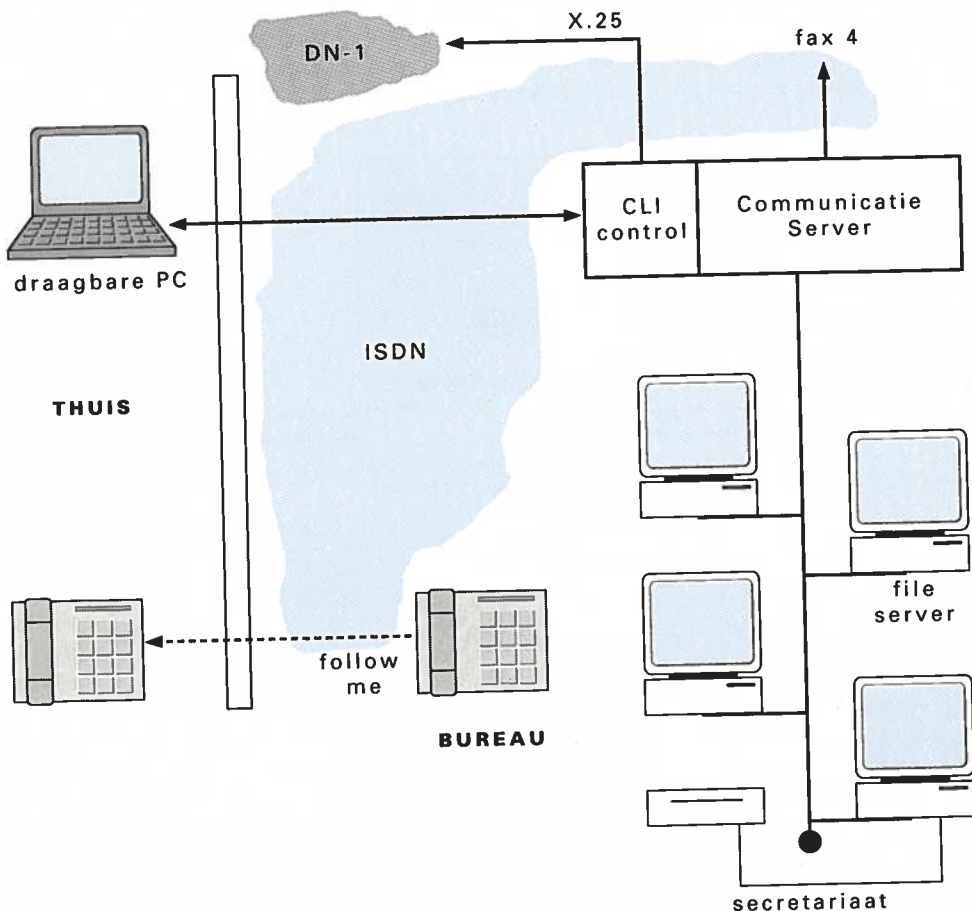 X.25
fax 4
DN-1
CLI
control
Communicatie
Server
draagbare PC
ISDN
THUIS
file
server
follow
me
BUREAU
secretariaat